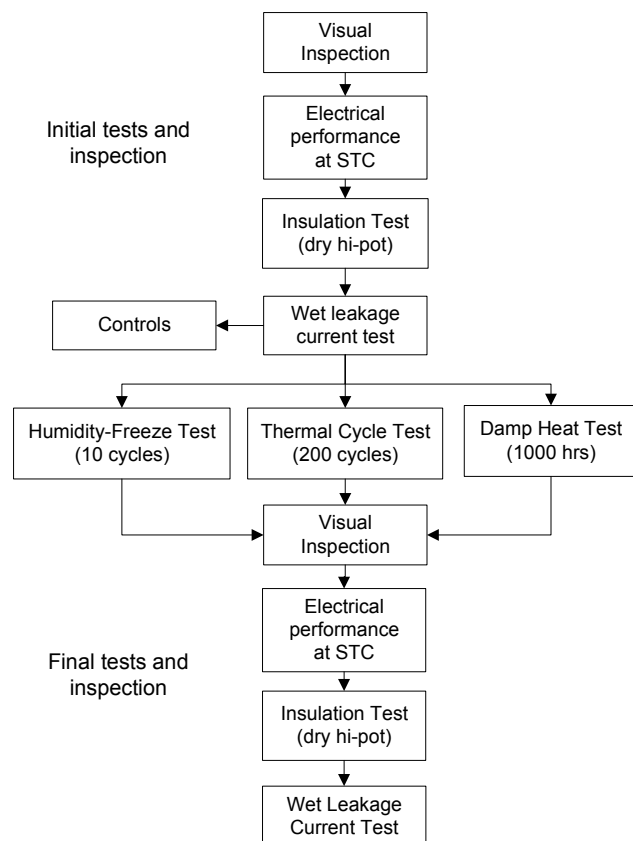 Visual
Inspection
Electrical
performance
at STC
Initial tests and
inspection
Insulation Test
(dry hi-pot)
Controls
Wet leakage
current test
Humidity-Freeze Test
(10 cycles)
Thermal Cycle Test
(200 cycles)
Damp Heat Test
(1000 hrs)
Visual
Inspection
Electrical
performance
at STC
Final tests and
inspection
Insulation Test
(dry hi-pot)
Wet Leakage
Current Test